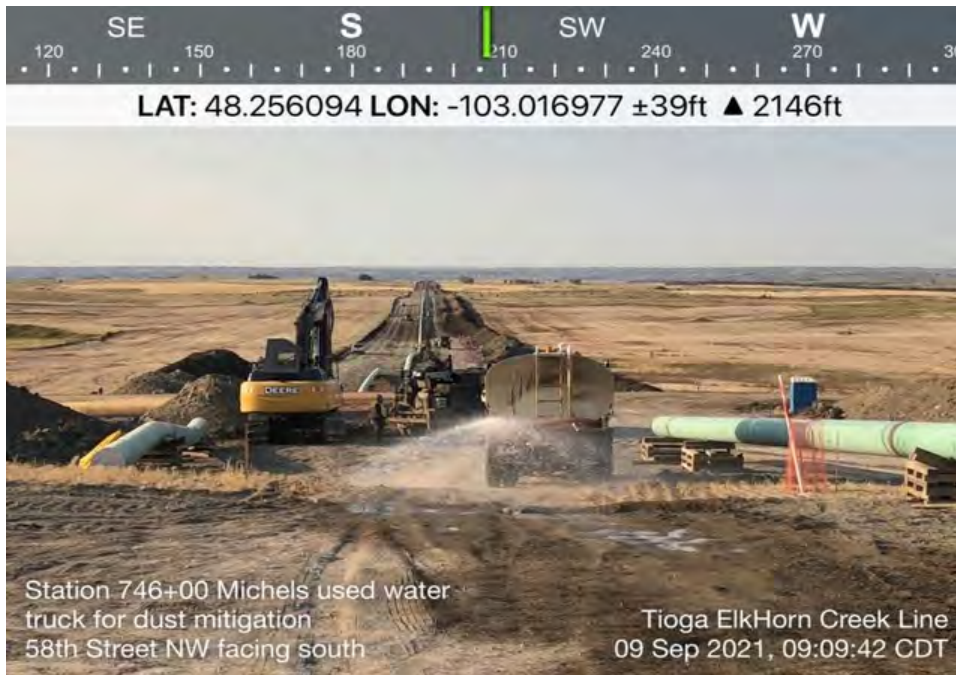 SE S SW W
120 150 180 210 240 270 30
LAT: 48.256094 LON: -103.016977 ±39ft ▲ 2146ft
DEERE
Station 746+00 Michels used water
truck for dust mitigation
58th Street NW facing south
Tioga ElkHorn Creek Line
09 Sep 2021, 09:09:42 CDT